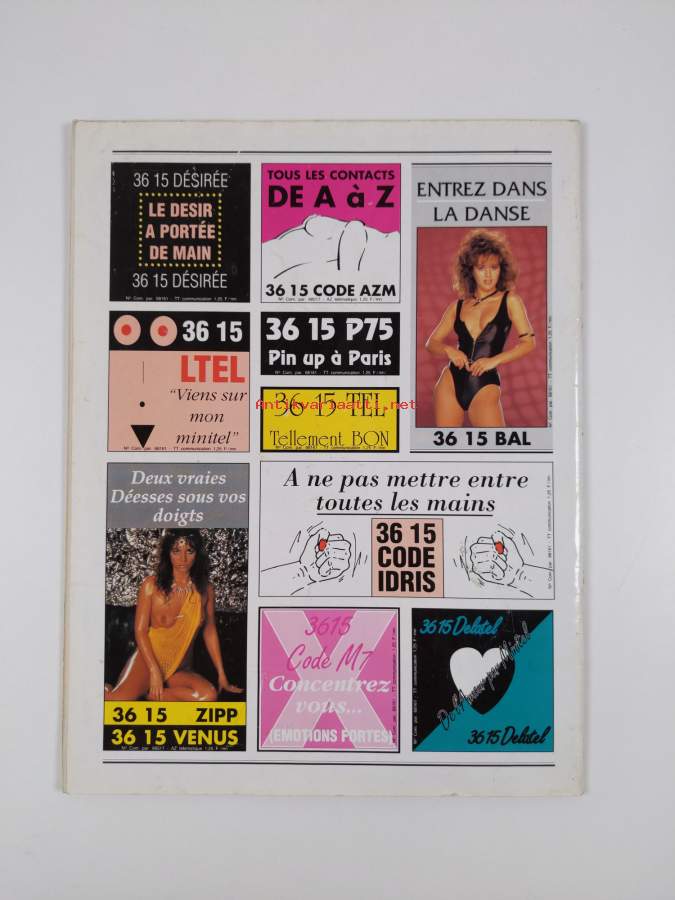 36 15 DÉSIRÉE
LE DESIR
A PORTÉE
DE MAIN
36 15 DÉSIRÉE
TOUS LES CONTACTS
DE A à Z
36 15 CODE AZM
ENTREZ DANS
LA DANSE
36 15 BAL
36 15
LTEL
"Viens sur
mon
minitel"
36 15 P75
Pin up à Paris
36 15 TEL
Tellement BON
Antikvariaatti.net
Deux vraies
Déesses sous vos
doigts
36 15 ZIPP
36 15 VENUS
A ne pas mettre entre
toutes les mains
36 15
CODE
IDRIS
3615
Code M7
Concentrez
vous...
(EMOTIONS FORTES)
3615 Delatel
3615 Delatel